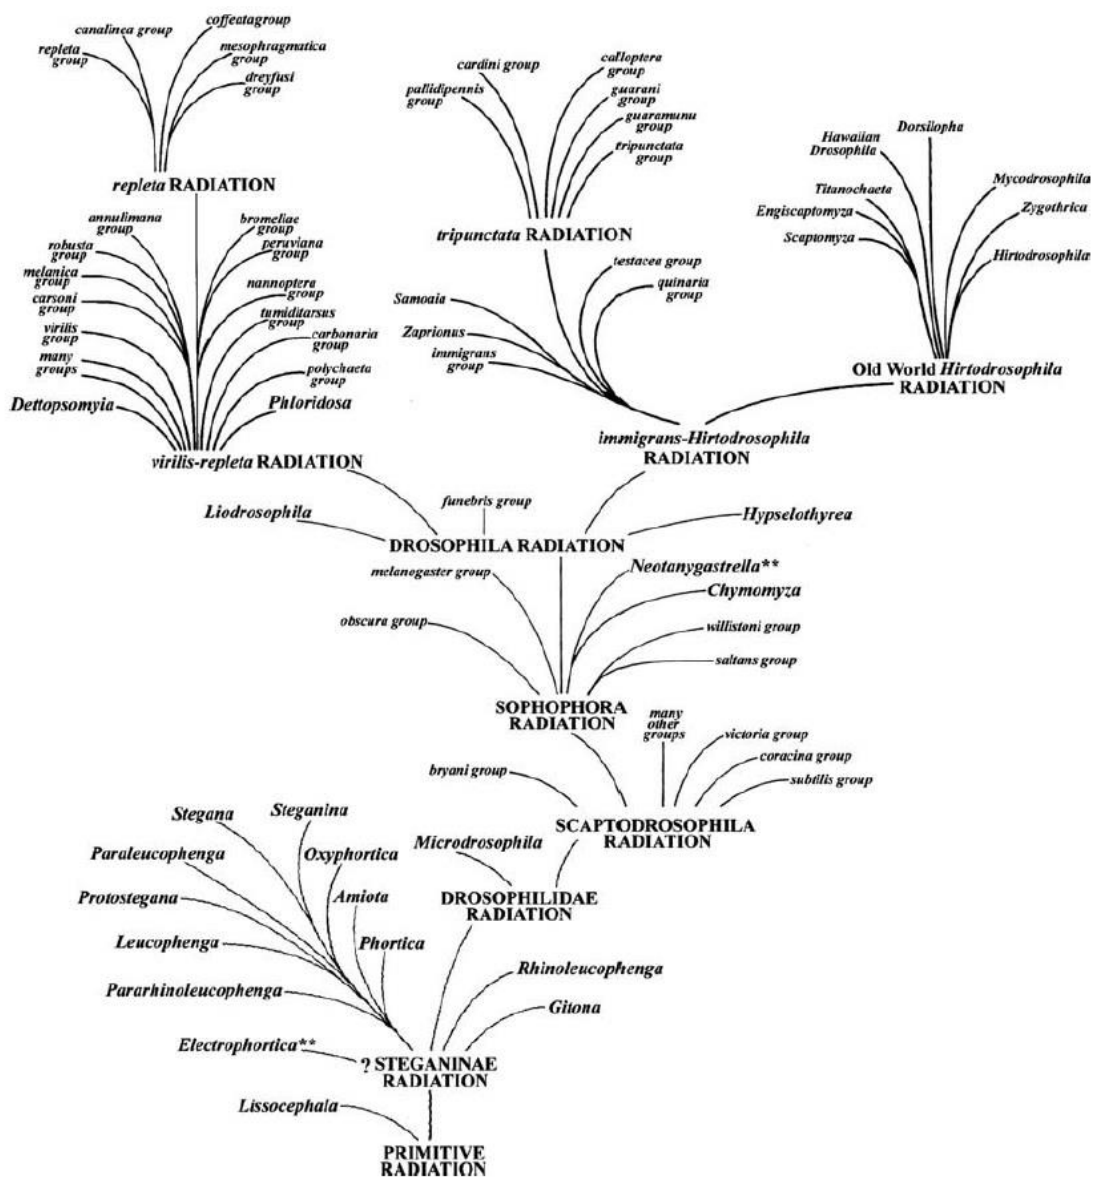 canalinea group
coffeatagroup
repleta
group
mesophragmatica
group
dreyfusi
group
repleta RADIATION
cardini group
pallidipennis
group
calloptera
group
guarani
group
guaramunu
group
tripunctata
group
tripunctata RADIATION
Hawaiian
Drosophila
Dorsilopha
Titanochaeta
Engiscaptomyza
Scaptomyza
Mycodrosophila
Zygothrica
Hirtodrosophila
Old World Hirtodrosophila
RADIATION
annulimana
group
robusta
group
melanica
group
carsoni
group
virilis
group
many
groups
Dettopsomyia
bromeliae
group
peruviana
group
nannoptera
group
tumiditarsus
group
carbonaria
group
polychaeta
group
Phloridosa
virilis-repleta RADIATION
testacea group
quinaria
group
Samoaia
Zaprionus
immigrans
group
immigrans-Hirtodrosophila
RADIATION
Liodrosophila
funebris group
Hypselothyrea
DROSOPHILA RADIATION
melanogaster group
Neotanygastrella**
Chymomyza
obscura group
willistoni group
saltans group
SOPHOPHORA
RADIATION
many
other
groups
victoria group
bryani group
coracina group
subtilis group
SCAPTODROSOPHILA
RADIATION
Microdrosophila
DROSOPHILIDAE
RADIATION
Stegana
Steganina
Paraleucophenga
Oxyphortica
Protostegana
Amiota
Leucophenga
Phortica
Pararhinoleucophenga
Rhinoleucophenga
Gitona
Electrophortica**
? STEGANINAE
RADIATION
Lissocephala
PRIMITIVE
RADIATION